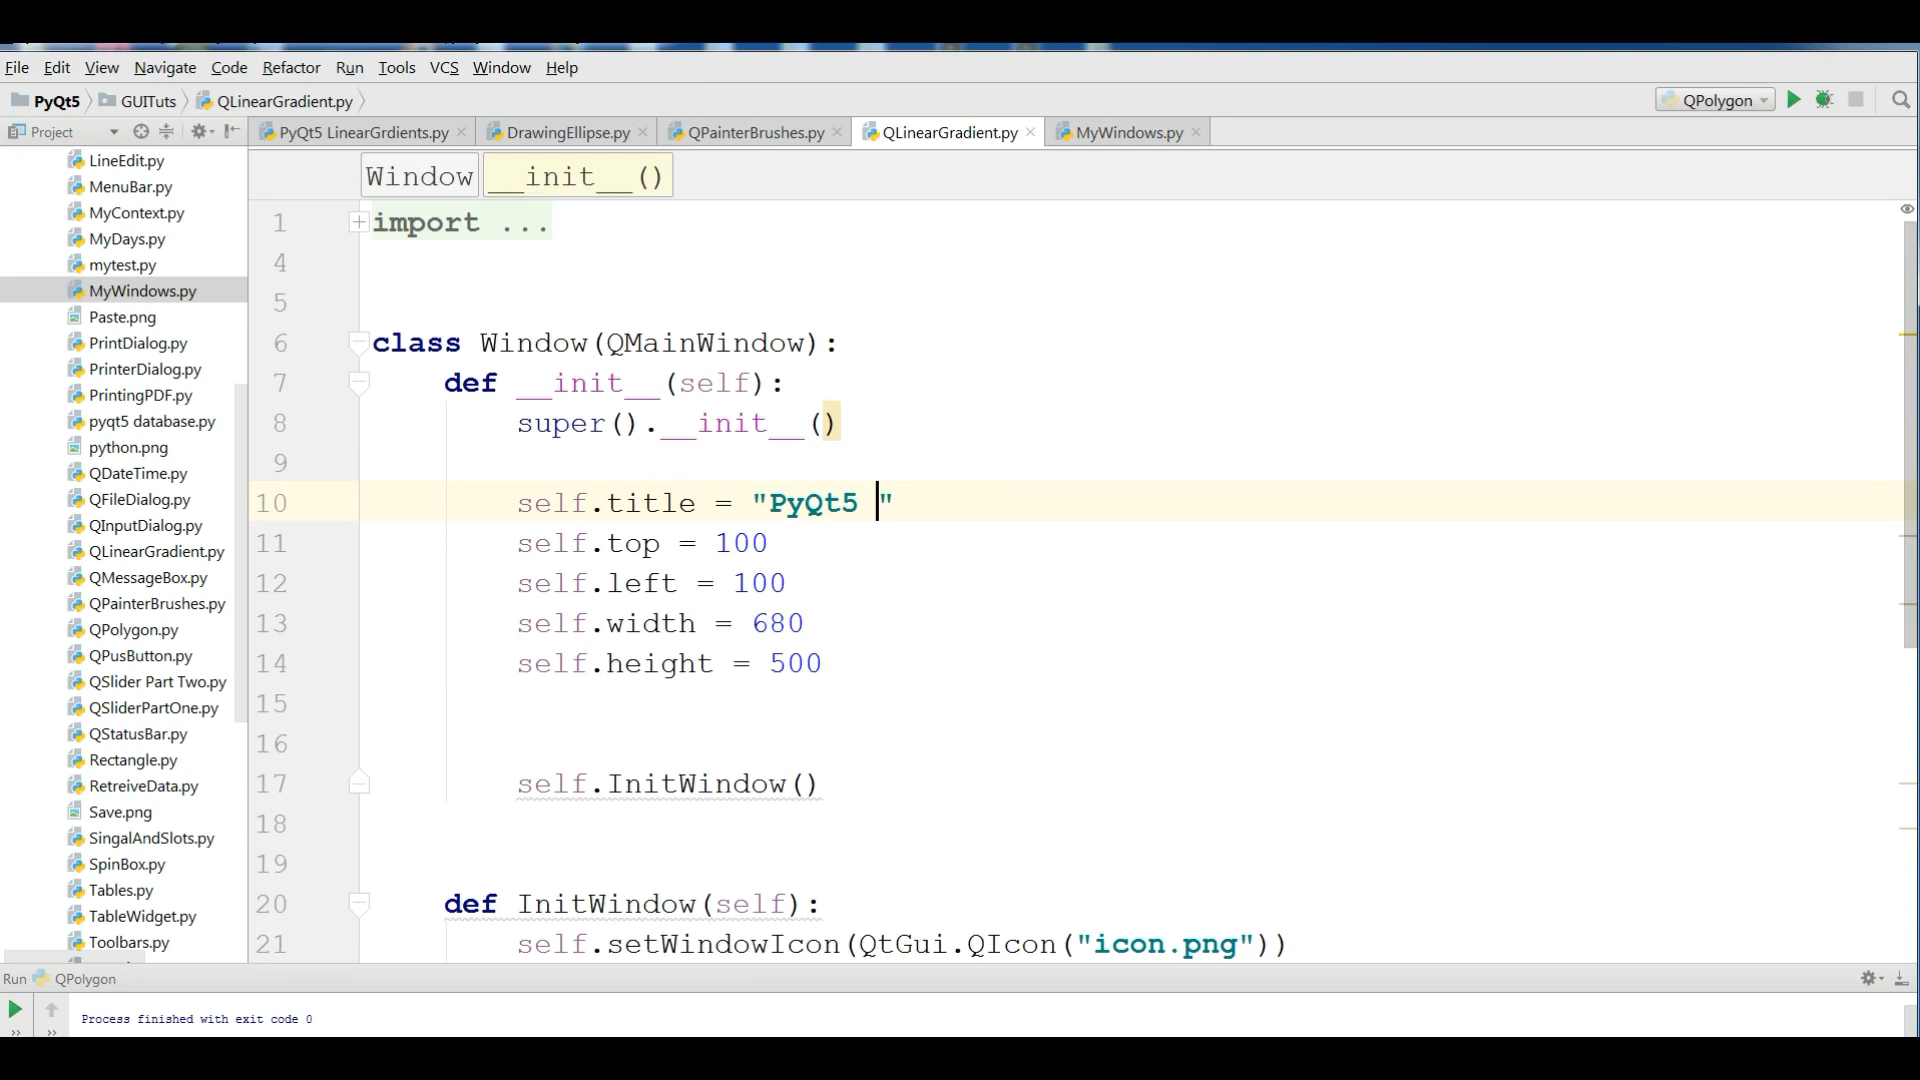 File Edit View Navigate Code Refactor Run Tools VCS Window Help
PyQt5 GUITuts QLinearGradient.py QPolygon
Project PyQt5 LinearGrdients.py DrawingEllipse.py QPainterBrushes.py QLinearGradient.py MyWindows.py
LineEdit.py
MenuBar.py
MyContext.py
MyDays.py
mytest.py
MyWindows.py
Paste.png
PrintDialog.py
PrinterDialog.py
PrintingPDF.py
pyqt5 database.py
python.png
QDateTime.py
QFileDialog.py
QInputDialog.py
QLinearGradient.py
QMessageBox.py
QPainterBrushes.py
QPolygon.py
QPusButton.py
QSlider Part Two.py
QSliderPartOne.py
QStatusBar.py
Rectangle.py
RetreiveData.py
Save.png
SingalAndSlots.py
SpinBox.py
Tables.py
TableWidget.py
Toolbars.py
Window __init__()
1 import ...
4
5
6 class Window(QMainWindow):
7 def __init__(self):
8 super().__init__()
9
10 self.title = "PyQt5 "
11 self.top = 100
12 self.left = 100
13 self.width = 680
14 self.height = 500
15
16
17 self.InitWindow()
18
19
20 def InitWindow(self):
21 self.setWindowIcon(QtGui.QIcon("icon.png"))
Run QPolygon
Process finished with exit code 0